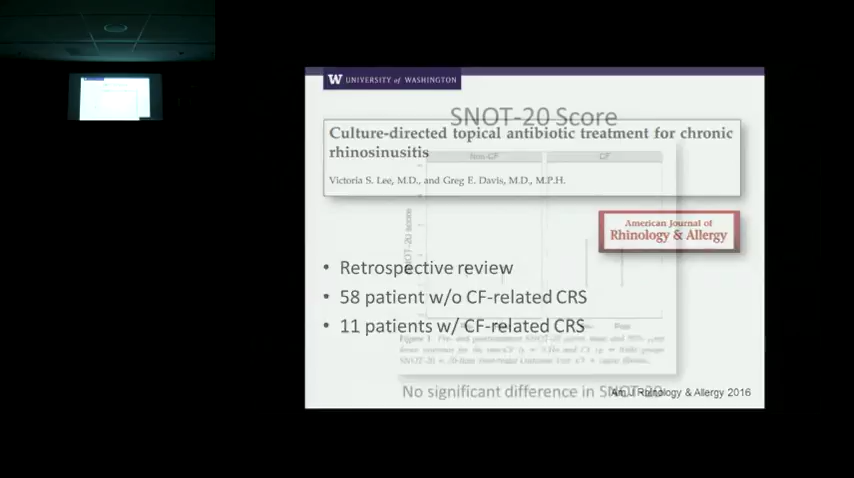 W UNIVERSITY of WASHINGTON
SNOT-20 Score
Culture-directed topical antibiotic treatment for chronic
rhinosinusitis
Victoria S. Lee, M.D., and Greg E. Davis, M.D., M.P.H.
Non-CF
CF
American Journal of
Rhinology & Allergy
SNOT-20 score
• Retrospective review
• 58 patient w/o CF-related CRS
• 11 patients w/ CF-related CRS
No significant difference in SNOT-20
Am J Rhinology & Allergy 2016